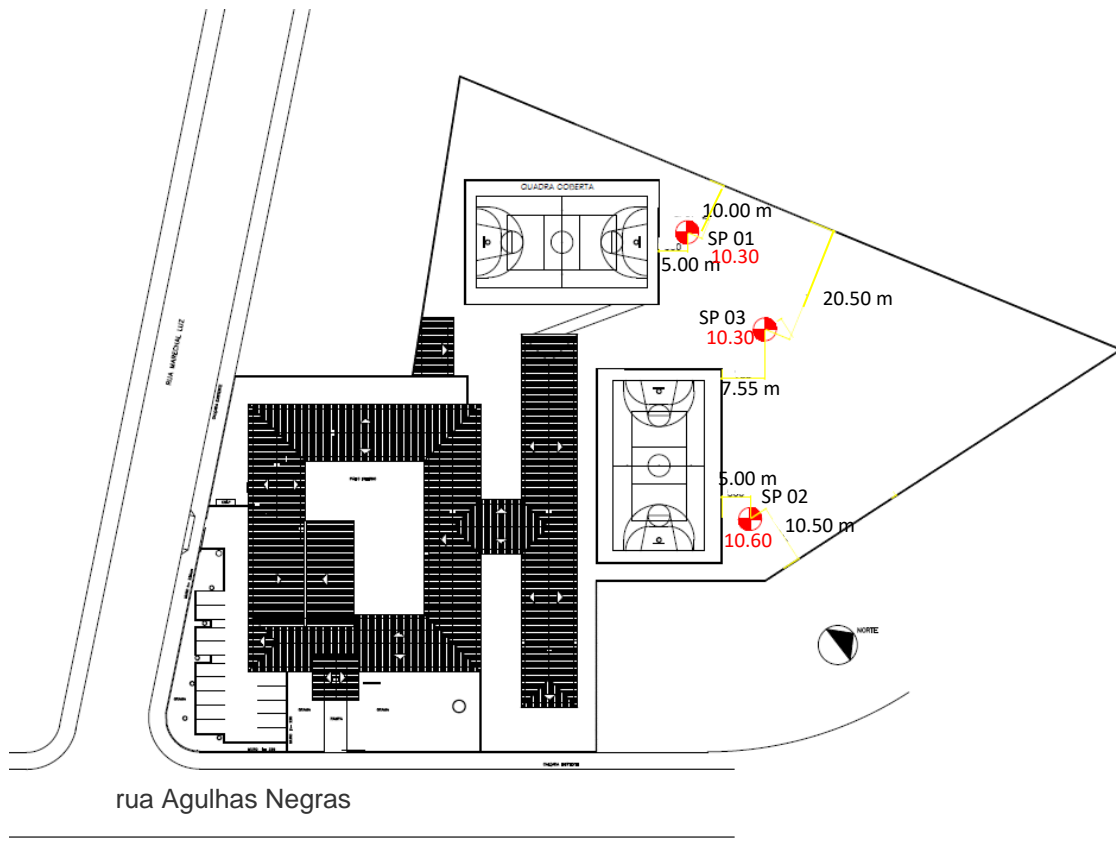 QUADRA COBERTA
10.00 m
SP 01
10.30
5.00 m
20.50 m
SP 03
10.30
7.55 m
RUA MARECHAL LUZ
5.00 m
SP 02
10.50 m
10.60
NORTE
rua Agulhas Negras